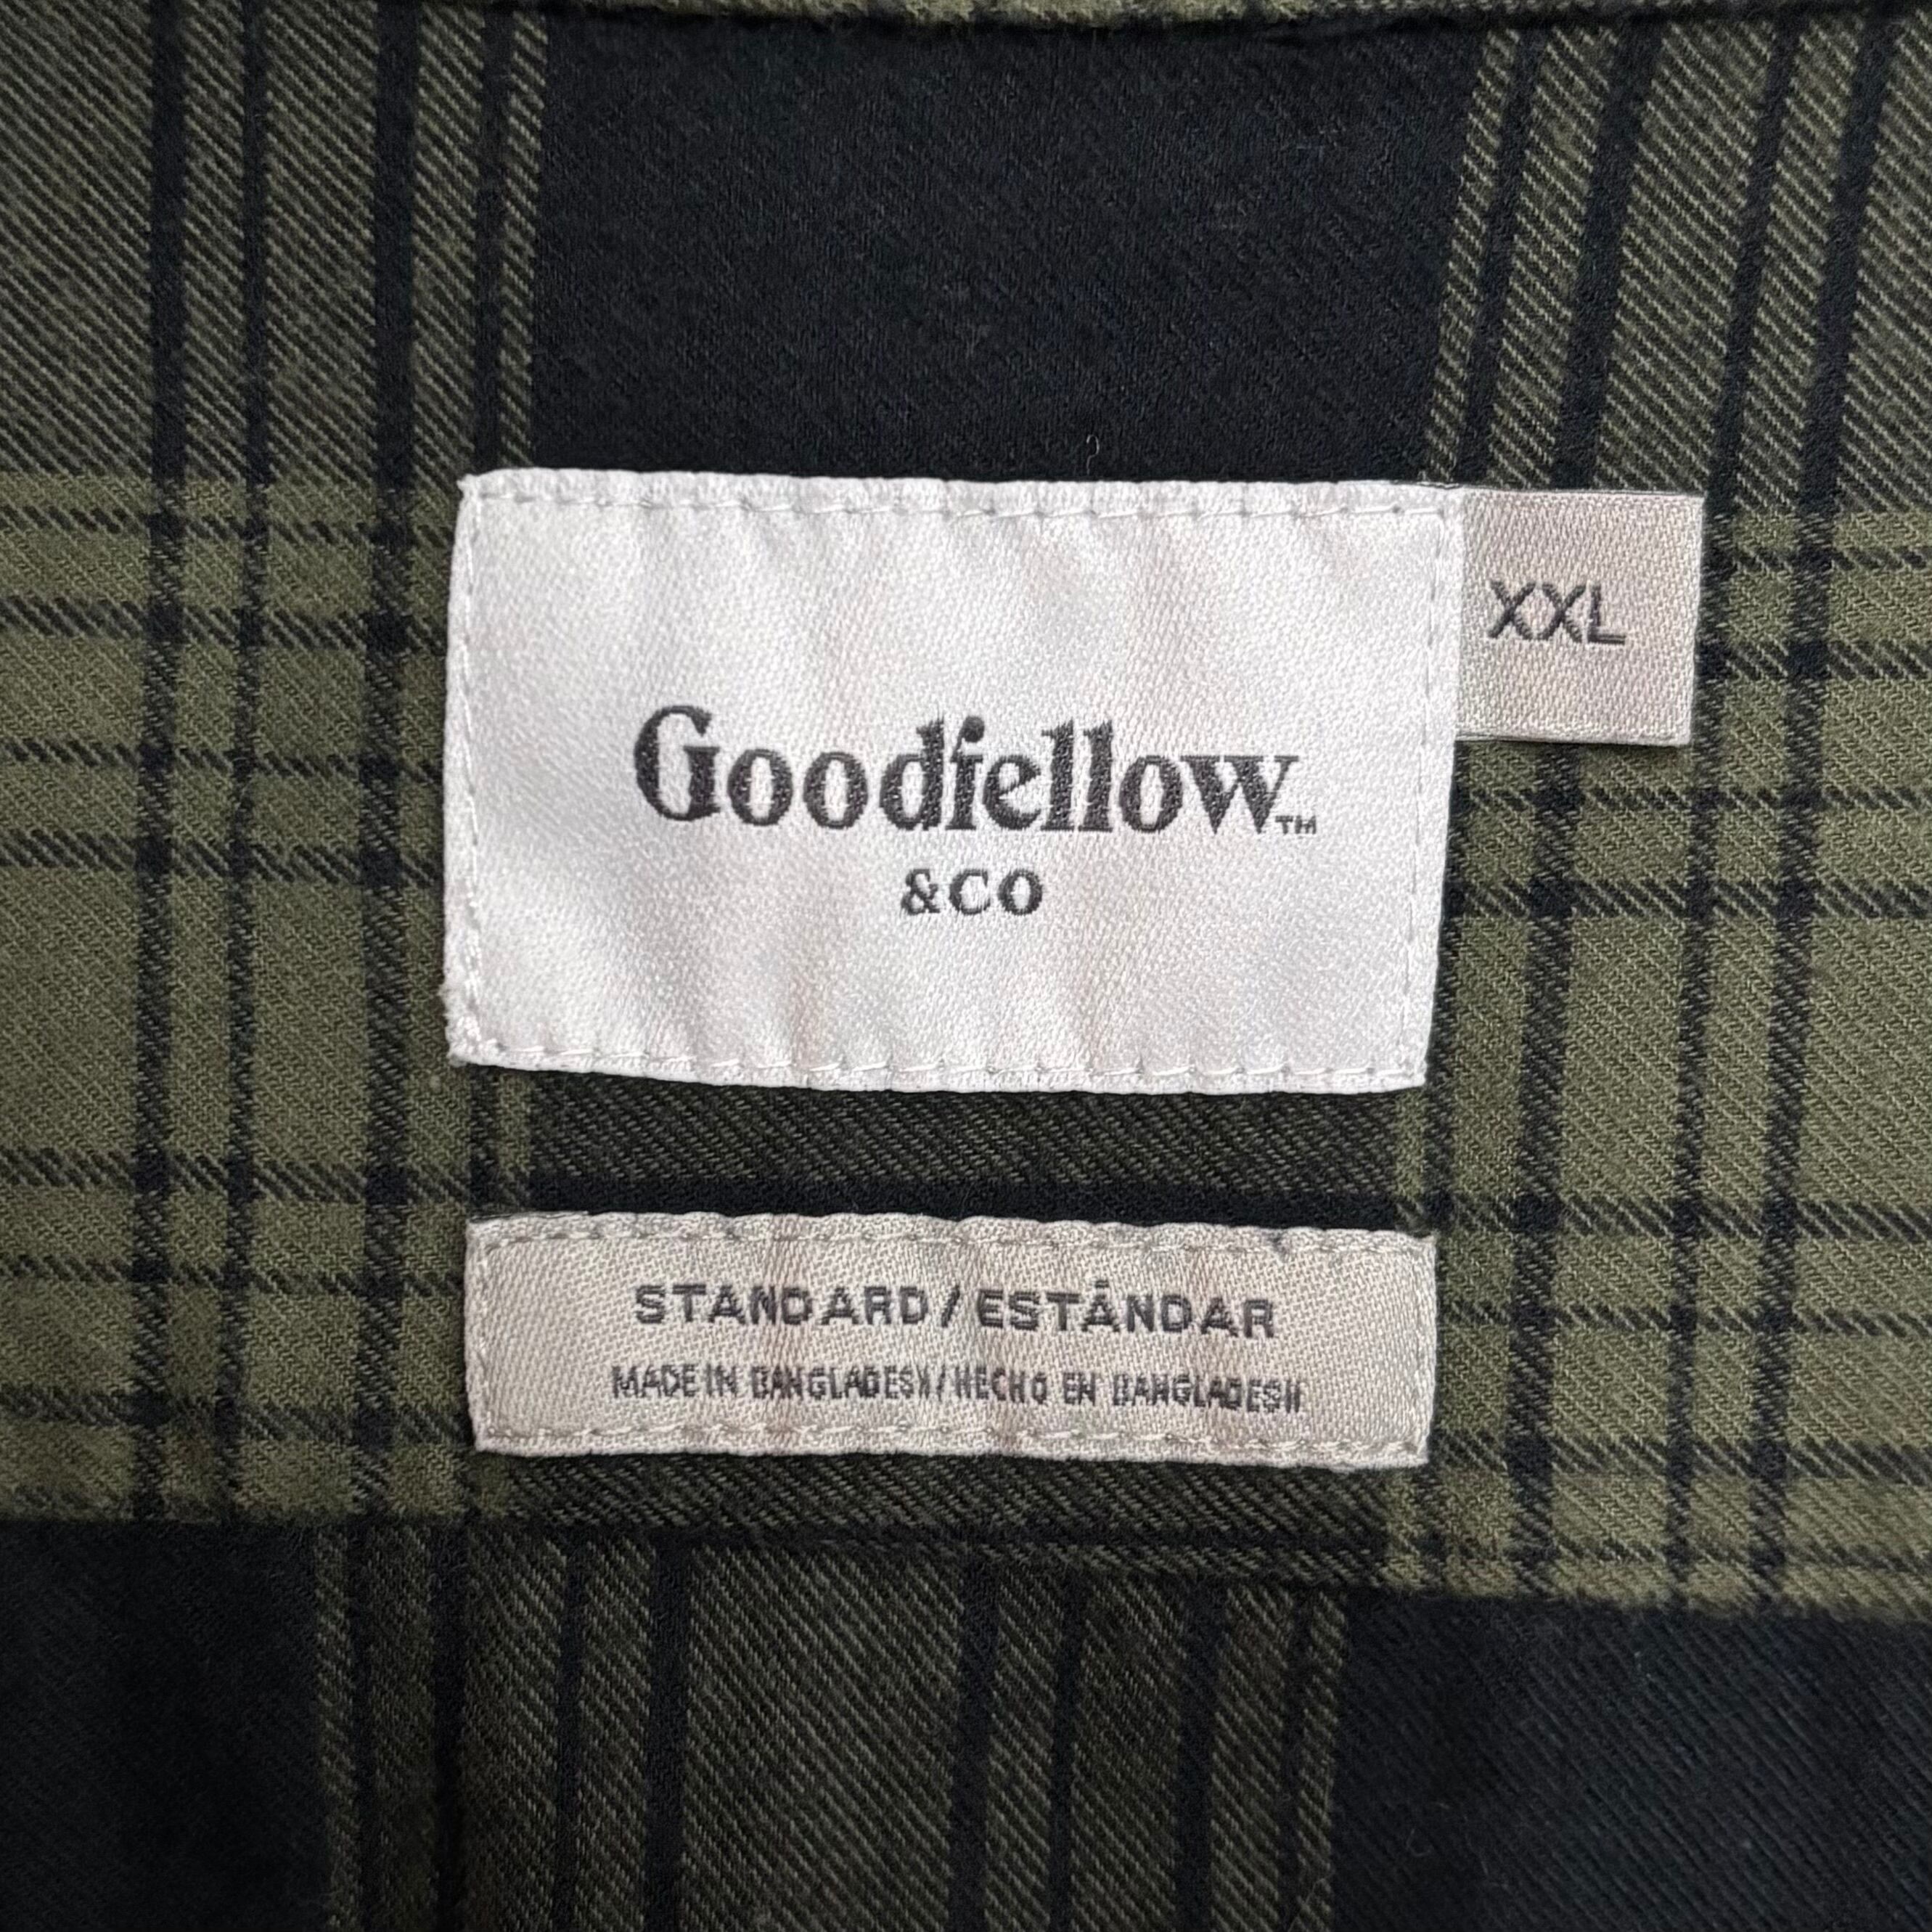 Goodfellow™
&CO
XXL
STANDARD/ESTÁNDAR
MADE IN BANGLADESH/HECHO EN BANGLADESH